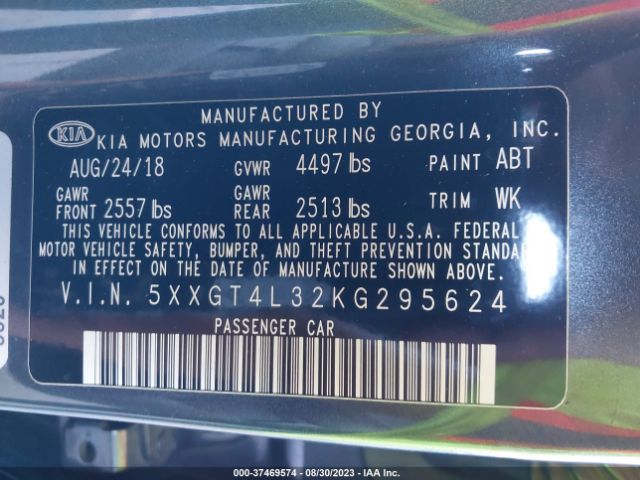 MANUFACTURED BY
KIA KIA MOTORS MANUFACTURING GEORGIA, INC.
AUG/24/18 GVWR 4497 lbs PAINT ABT
GAWR FRONT 2557 lbs GAWR REAR 2513 lbs TRIM WK
THIS VEHICLE CONFORMS TO ALL APPLICABLE U.S.A. FEDERAL
MOTOR VEHICLE SAFETY, BUMPER, AND THEFT PREVENTION STANDA
IN EFFECT ON THE DATE OF MANUFACTURE SHOWN ABOVE.
V.I.N. 5XXGT4L32KG295624
PASSENGER CAR
000-37469574 - 08/30/2023 - IAA Inc.